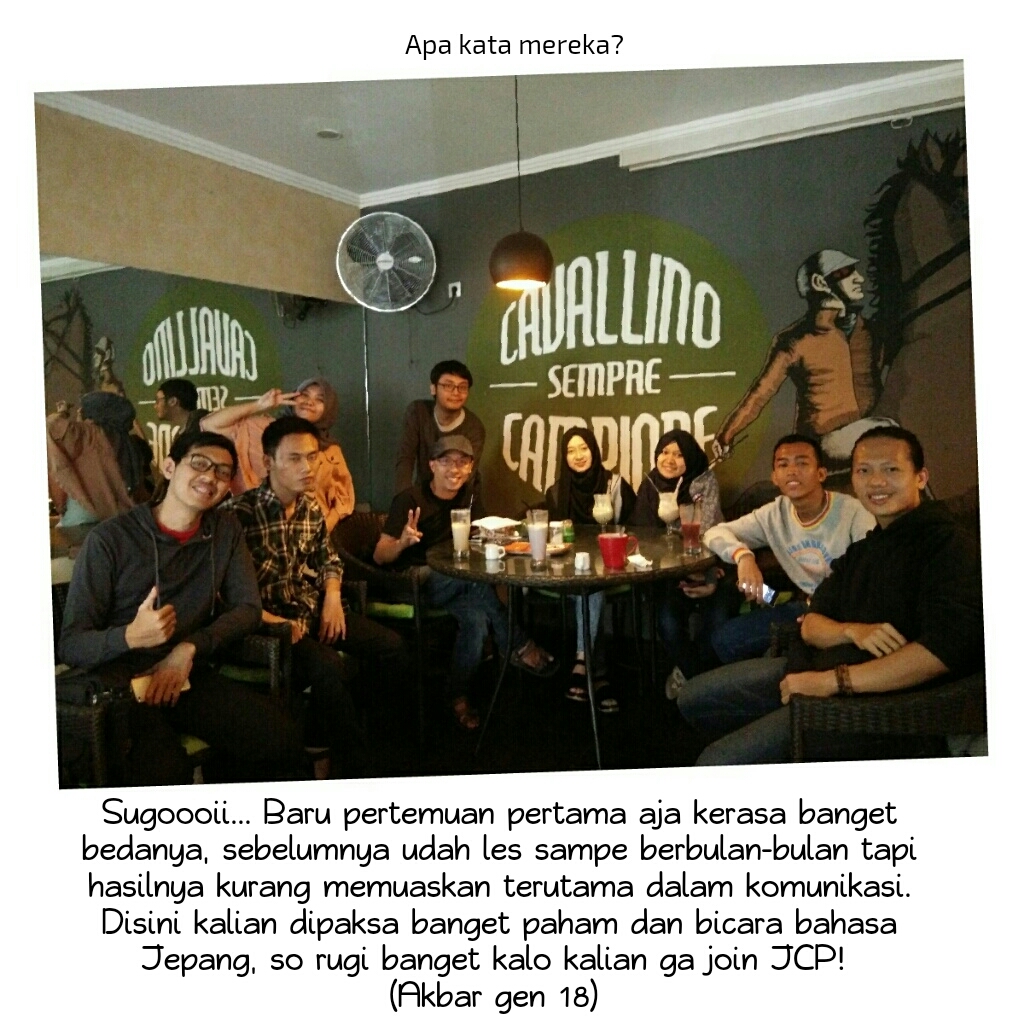 Apa kata mereka?
CAVALLINO
SEMPRE
CAMPIONE
CAVALLINO
Sugoooii... Baru pertemuan pertama aja kerasa banget
bedanya, sebelumnya udah les sampe berbulan-bulan tapi
hasilnya kurang memuaskan terutama dalam komunikasi.
Disini kalian dipaksa banget paham dan bicara bahasa
Jepang, so rugi banget kalo kalian ga join JCP!
(Akbar gen 18)